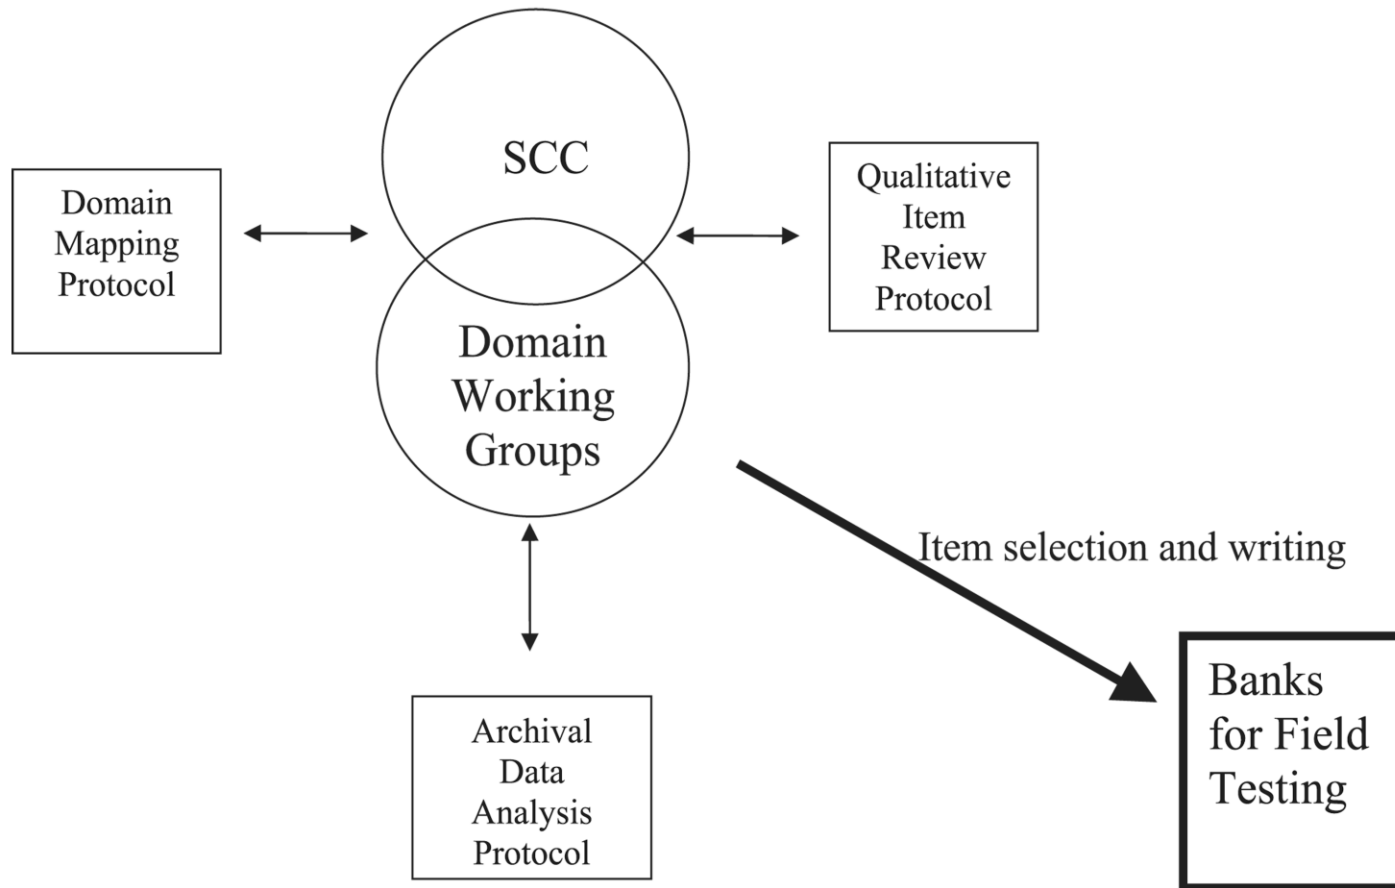 SCC
Domain
Mapping
Protocol
Qualitative
Item
Review
Protocol
Domain
Working
Groups
Item selection and writing
Archival
Data
Analysis
Protocol
Banks
for Field
Testing